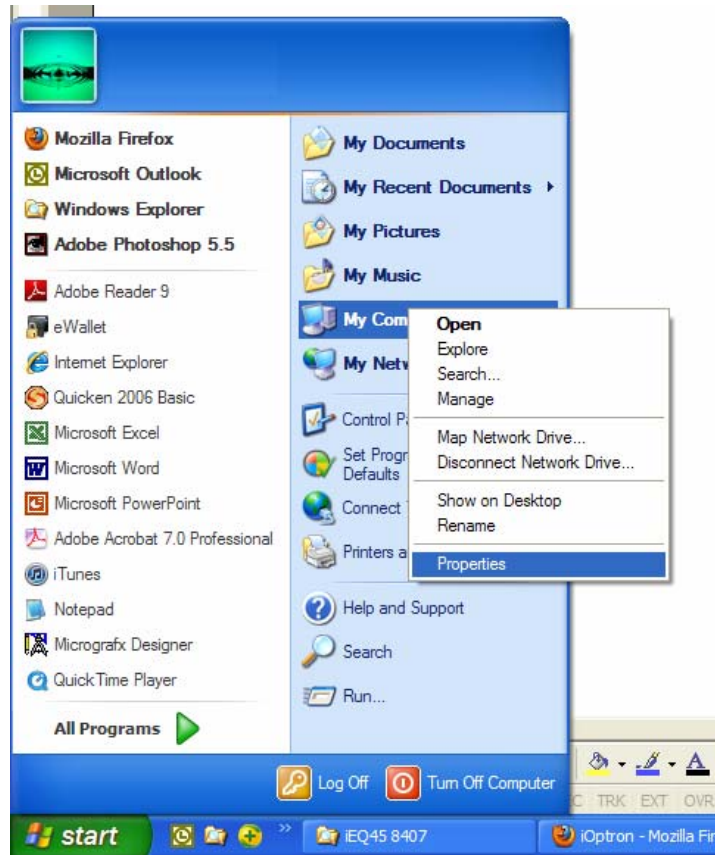 Mozilla Firefox
Microsoft Outlook
Windows Explorer
Adobe Photoshop 5.5
Adobe Reader 9
eWallet
Internet Explorer
Quicken 2006 Basic
Microsoft Excel
Microsoft Word
Microsoft PowerPoint
Adobe Acrobat 7.0 Professional
iTunes
Notepad
Micrografx Designer
QuickTime Player
All Programs
My Documents
My Recent Documents
My Pictures
My Music
My Com
My Netw
Control P
Set Progr
Defaults
Connect
Printers a
Help and Support
Search
Run...
Open
Explore
Search...
Manage
Map Network Drive...
Disconnect Network Drive...
Show on Desktop
Rename
Properties
Log Off
Turn Off Computer
A
C TRK EXT OVR
start
iEQ45 8407
iOptron - Mozilla Fir